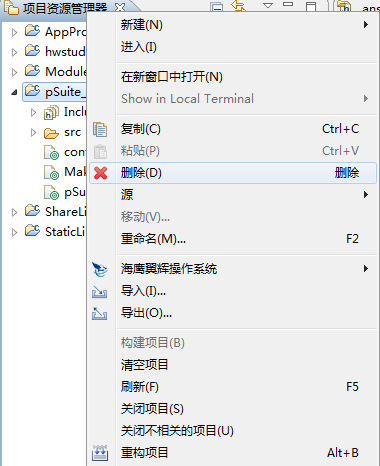 项目资源管理器
ans
AppPro
hwstud
Module
pSuite_
Inclu
src
con
Mak
pSu
ShareLi
StaticLi
新建(N)
进入(I)
在新窗口中打开(N)
Show in Local Terminal
复制(C) Ctrl+C
粘贴(P) Ctrl+V
删除(D) 删除
源
移动(V)...
重命名(M)... F2
海鹰翼辉操作系统
导入(I)...
导出(O)...
构建项目(B)
清空项目
刷新(F) F5
关闭项目(S)
关闭不相关的项目(U)
重构项目 Alt+B